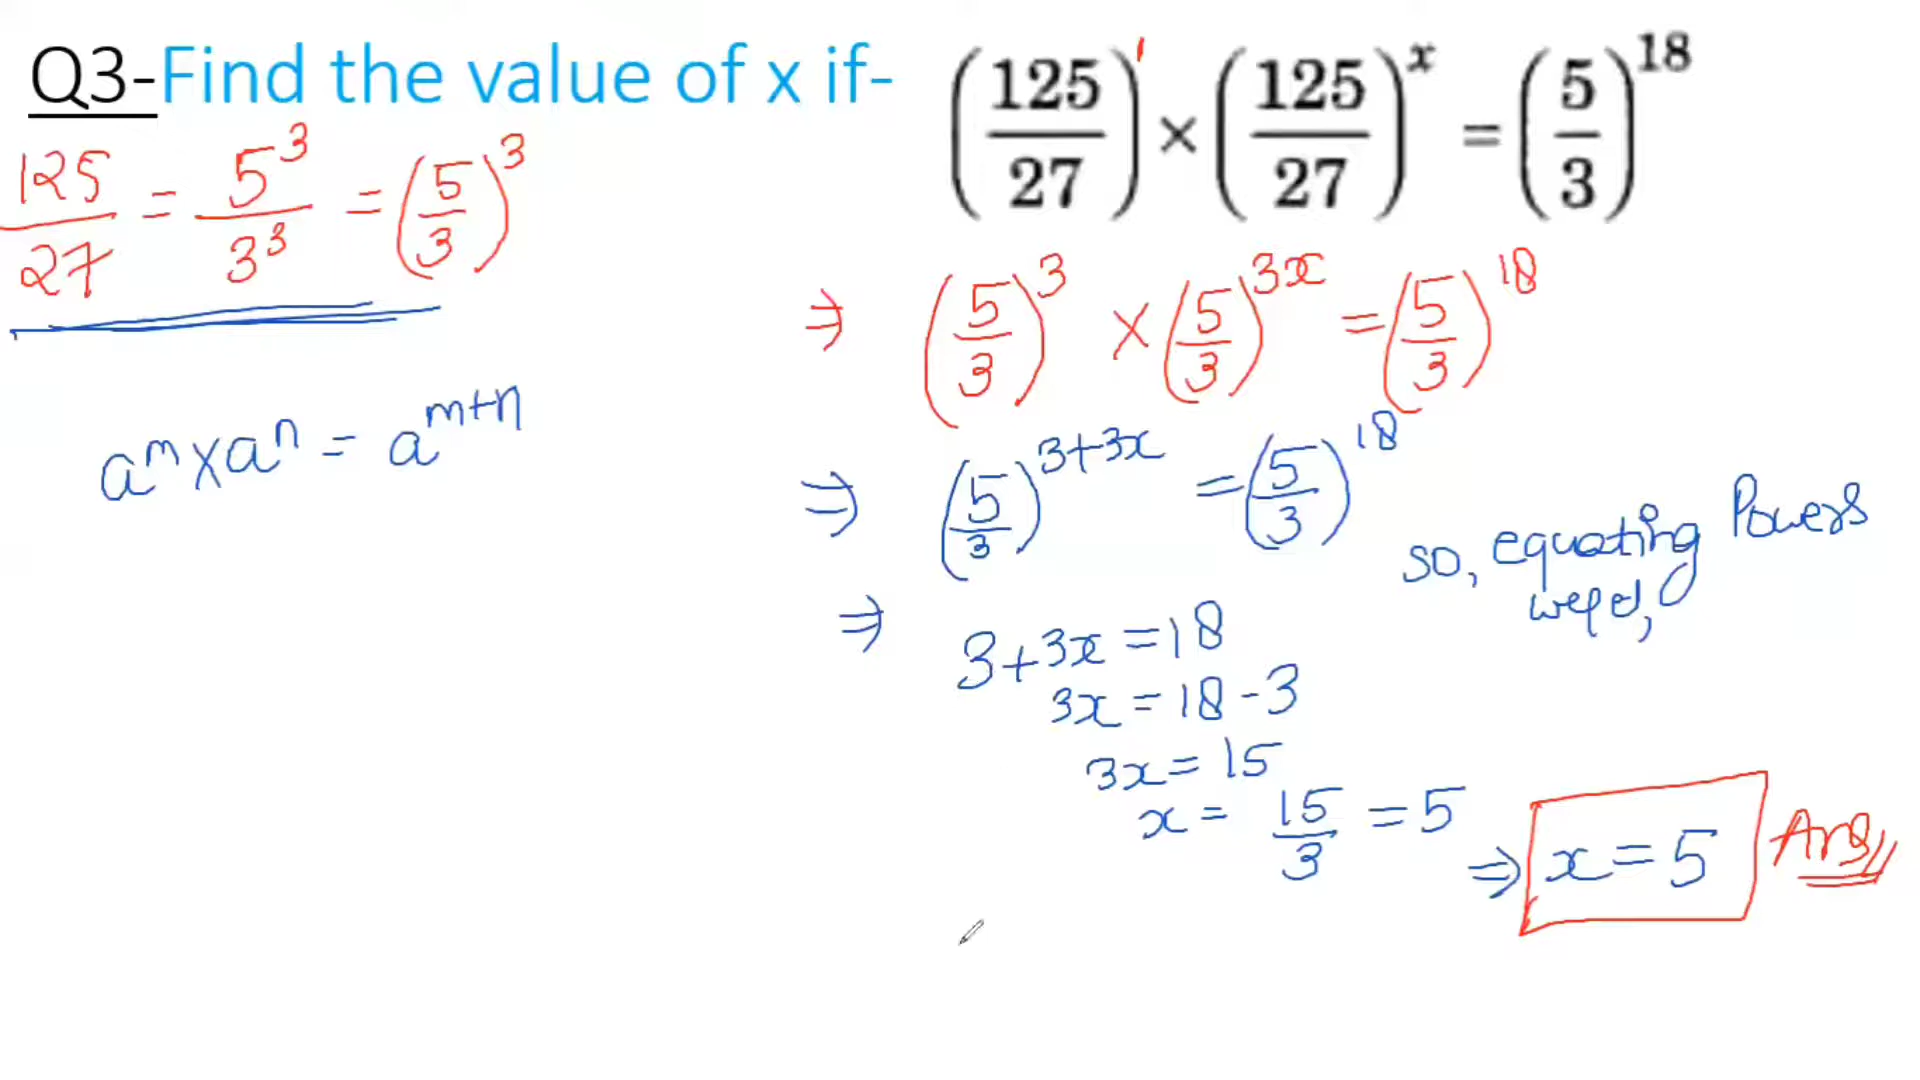 Q3-Find the value of x if- (125/27)^1 × (125/27)^x = (5/3)^18
125/27 = 5^3/3^3 = (5/3)^3
⇒ (5/3)^3 × (5/3)^3x = (5/3)^18
a^m × a^n = a^m+n
⇒ (5/3)^3+3x = (5/3)^18
so, equating Powers
⇒ 3+3x = 18
3x = 18 - 3
3x = 15
x = 15/3 = 5
⇒ x = 5 Ans